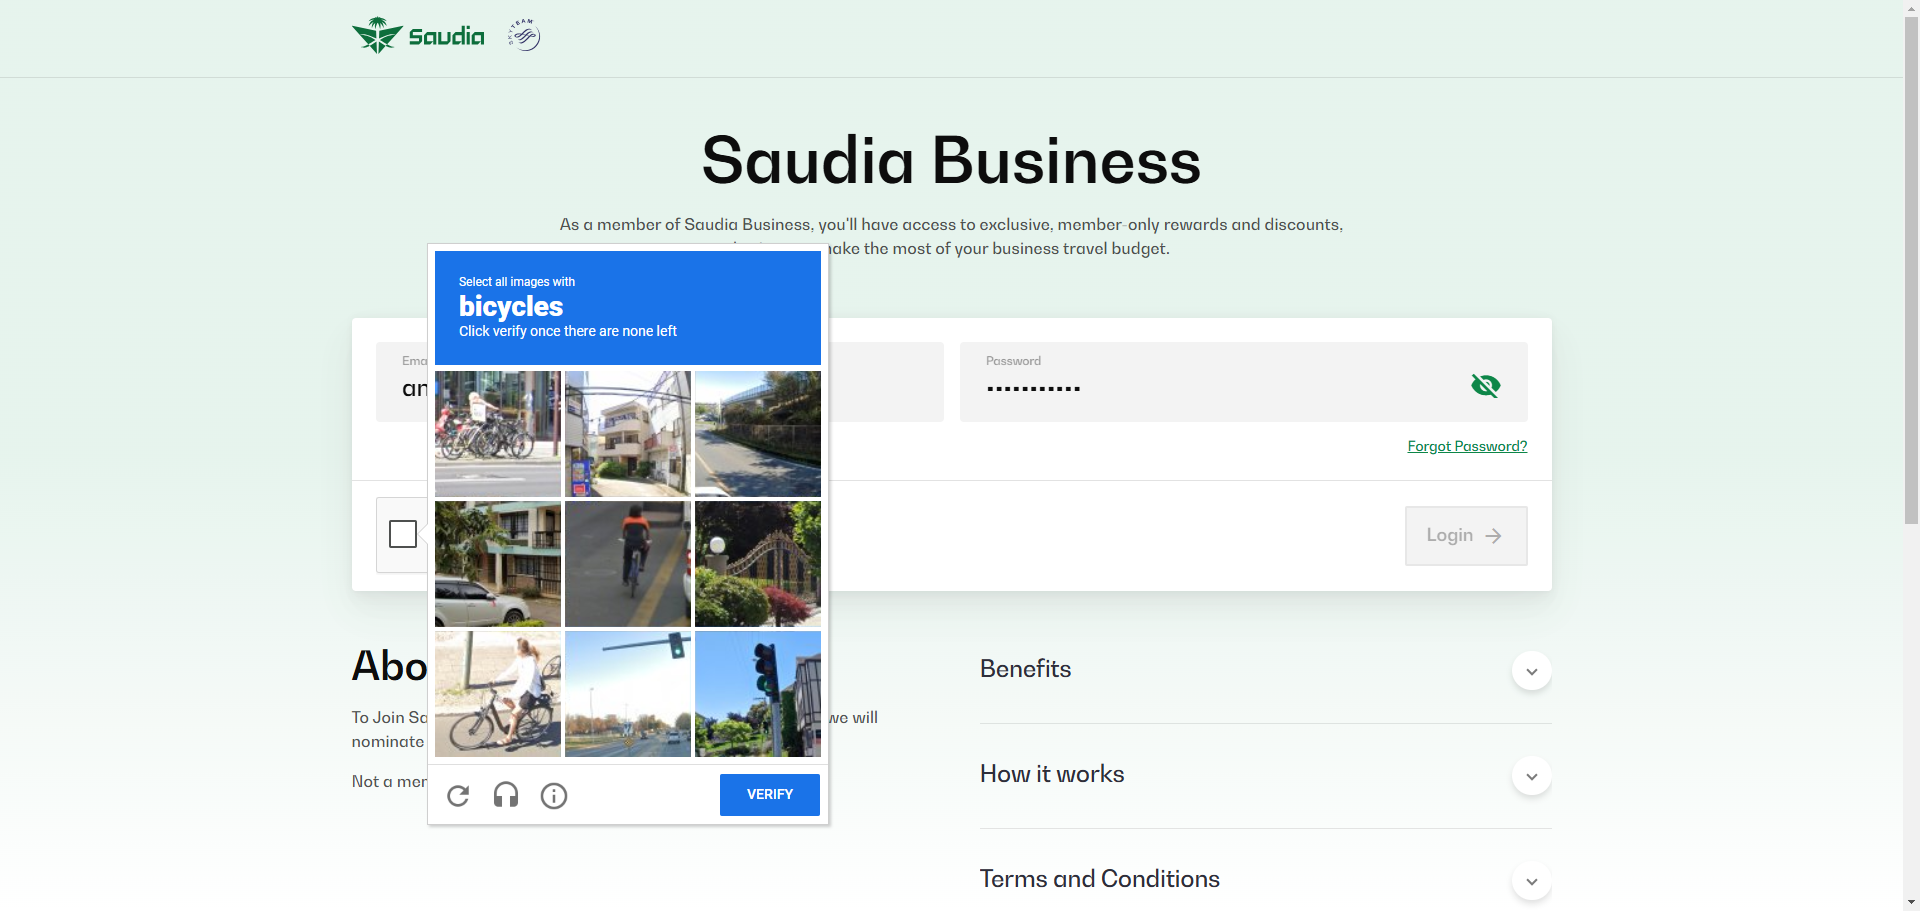 Saudia
SKYTEAM
Saudia Business
As a member of Saudia Business, you'll have access to exclusive, member-only rewards and discounts,
make the most of your business travel budget.
Select all images with
bicycles
Click verify once there are none left
Ema
an
Password
•••••••••••
Forgot Password?
Login
Abo
To Join Sa
we will
nominate
Not a mer
VERIFY
Benefits
How it works
Terms and Conditions